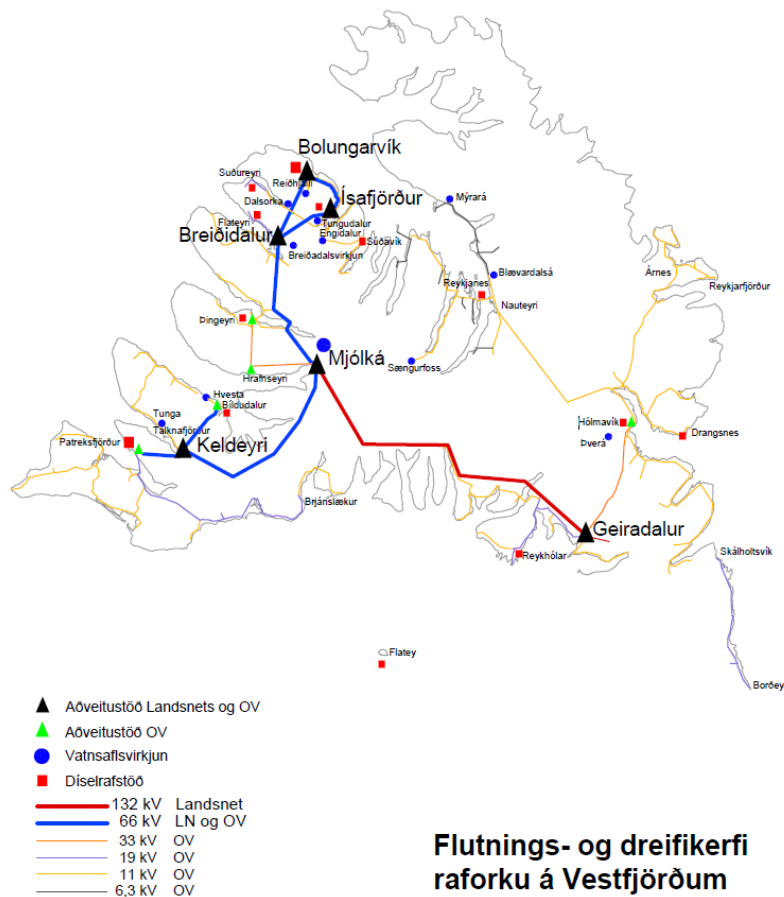 Bolungarvík
Suðureyri
Reiðhjalli
Dalsorka
Ísafjörður
Mýrará
Flateyri
Tungudalur
Engidalur
Breiðidalur
Súðavík
Breiðadalsvirkjun
Árnes
Blævardalsá
Reykjanes
Reykjarfjörður
Nauteyri
Þingeyri
Mjólká
Hrafnseyri
Sængurfoss
Hvesta
Bíldudalur
Tunga
Hólmavík
Talknafjörður
Drangsnes
Patreksfjörður
Keldeyri
Þverá
Brjánslækur
Geiradalur
Reykhólar
Skálholtsvík
Flatey
Borðey
Aðveitustöð Landsnets og OV
Aðveitustöð OV
Vatnsaflsvirkjun
Díselrafstöð
132 kV Landsnet
66 kV LN og OV
33 kV OV
19 kV OV
11 kV OV
6,3 kV OV
Flutnings- og dreifikerfi
raforku á Vestfjörðum